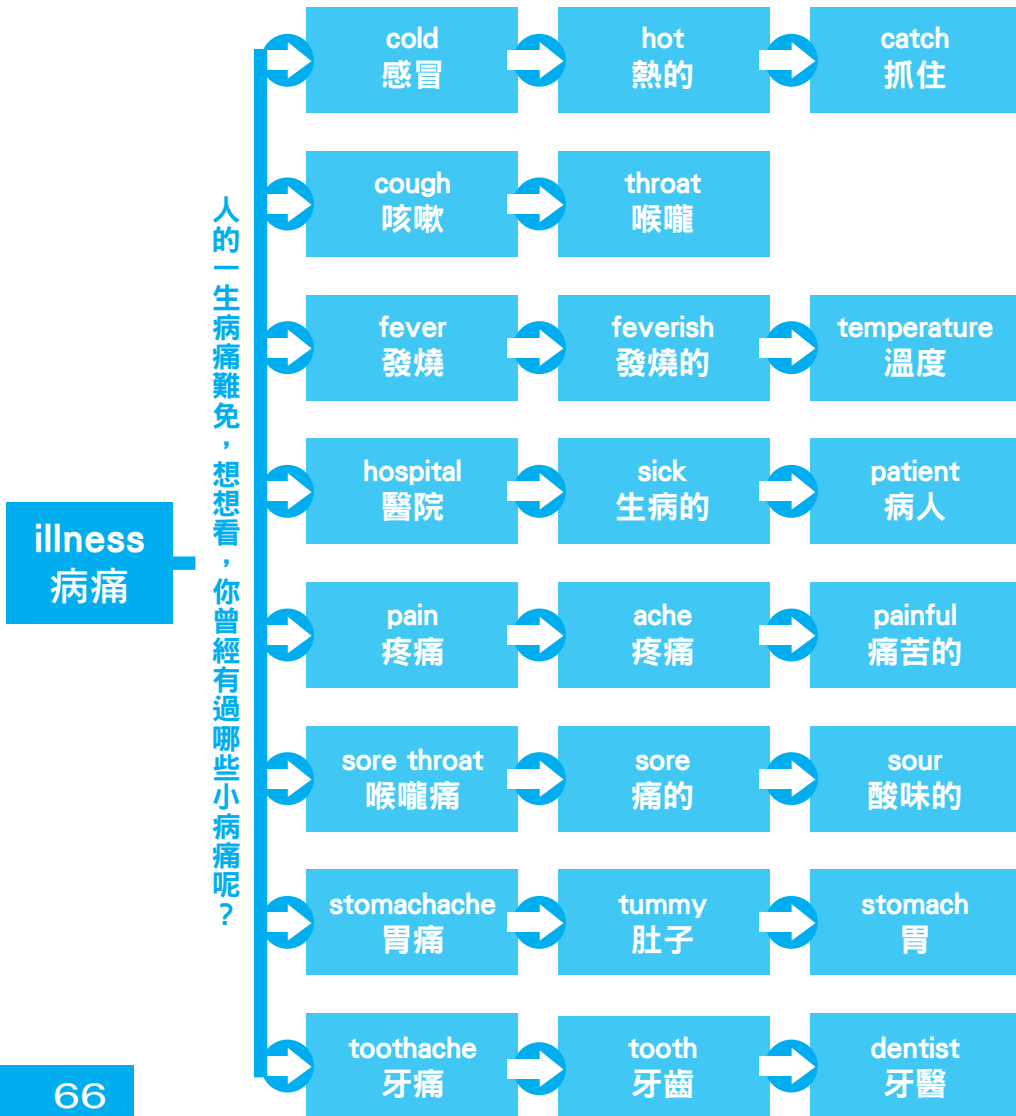 illness
病痛
人的一生病痛難免，想想看，你曾經有過哪些小病痛呢？
cold
感冒
hot
熱的
catch
抓住
cough
咳嗽
throat
喉嚨
fever
發燒
feverish
發燒的
temperature
溫度
hospital
醫院
sick
生病的
patient
病人
pain
疼痛
ache
疼痛
painful
痛苦的
sore throat
喉嚨痛
sore
痛的
sour
酸味的
stomachache
胃痛
tummy
肚子
stomach
胃
toothache
牙痛
tooth
牙齒
dentist
牙醫
66